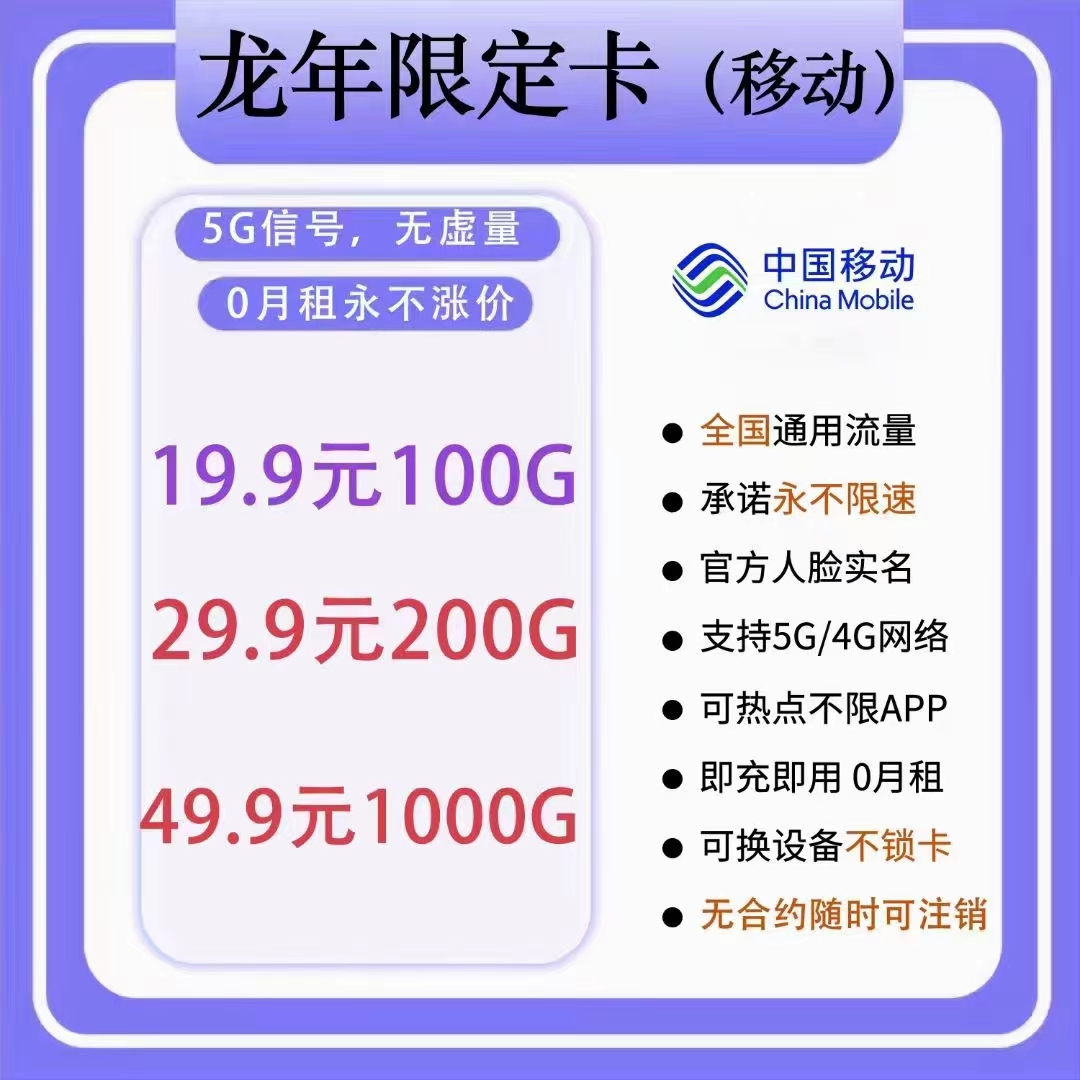 龙年限定卡（移动）
5G信号，无虚量
0月租永不涨价
19.9元100G
29.9元200G
49.9元1000G
中国移动
China Mobile
● 全国通用流量
● 承诺永不限速
● 官方人脸实名
● 支持5G/4G网络
● 可热点不限APP
● 即充即用 0月租
● 可换设备不锁卡
● 无合约随时可注销